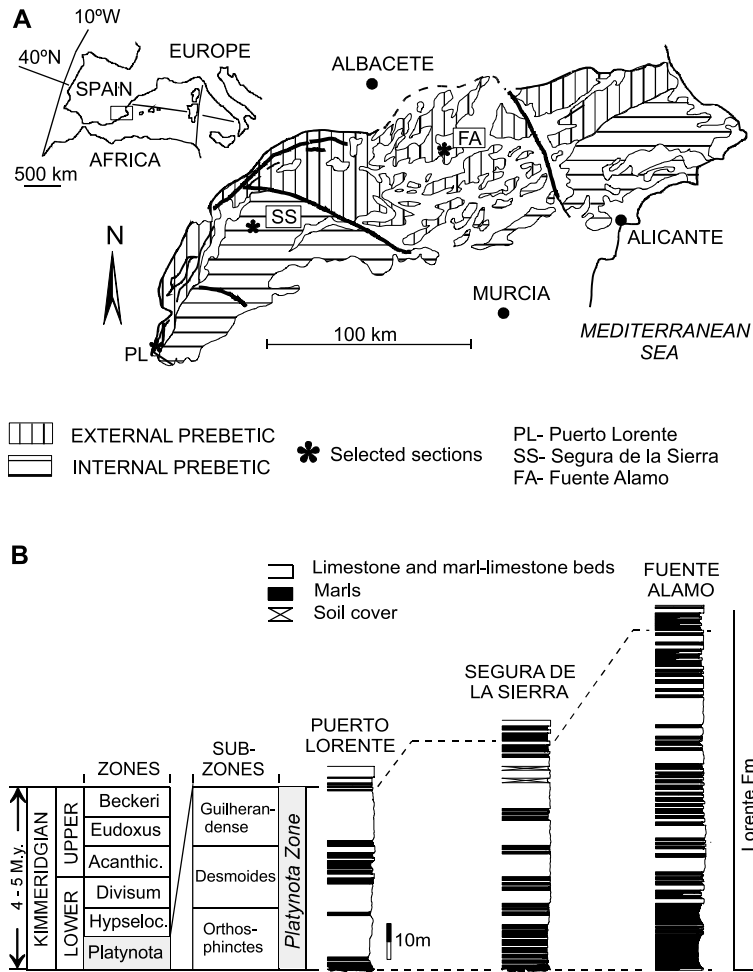 A
10ºW
40ºN
EUROPE
SPAIN
AFRICA
500 km
ALBACETE
FA
SS
N
ALICANTE
MURCIA
PL
100 km
MEDITERRANEAN
SEA
EXTERNAL PREBETIC
INTERNAL PREBETIC
Selected sections
PL- Puerto Lorente
SS- Segura de la Sierra
FA- Fuente Alamo
B
Limestone and marl-limestone beds
Marls
Soil cover
FUENTE
ALAMO
SEGURA DE
LA SIERRA
PUERTO
LORENTE
ZONES
SUB-
ZONES
4 - 5 M.y.
KIMMERIDGIAN
UPPER
LOWER
Beckeri
Eudoxus
Acanthic.
Divisum
Hypseloc.
Platynota
Guilheran-
dense
Desmoides
Orthos-
phinctes
Platynota Zone
10m
Lorente Fm